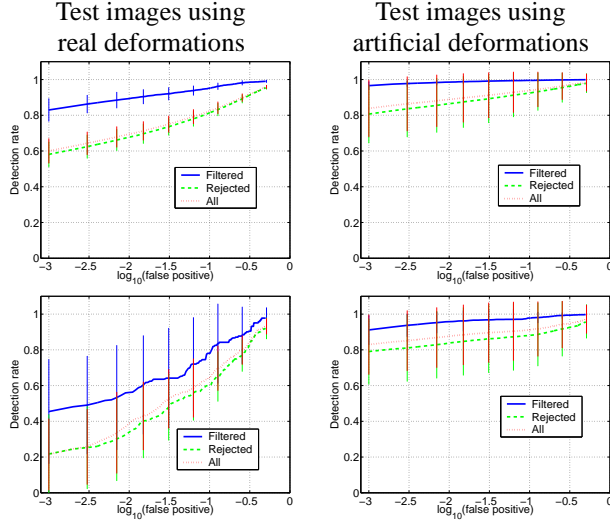 Test images using
real deformations
Test images using
artificial deformations
1
0.8
0.6
0.4
0.2
0
Detection rate
Filtered
Rejected
All
−3 −2.5 −2 −1.5 −1 −0.5 0
log10(false positive)
1
0.8
0.6
0.4
0.2
0
Detection rate
Filtered
Rejected
All
−3 −2.5 −2 −1.5 −1 −0.5 0
log10(false positive)
1
0.8
0.6
0.4
0.2
0
Detection rate
Filtered
Rejected
All
−3 −2.5 −2 −1.5 −1 −0.5 0
log10(false positive)
1
0.8
0.6
0.4
0.2
0
Detection rate
Filtered
Rejected
All
−3 −2.5 −2 −1.5 −1 −0.5 0
log10(false positive)